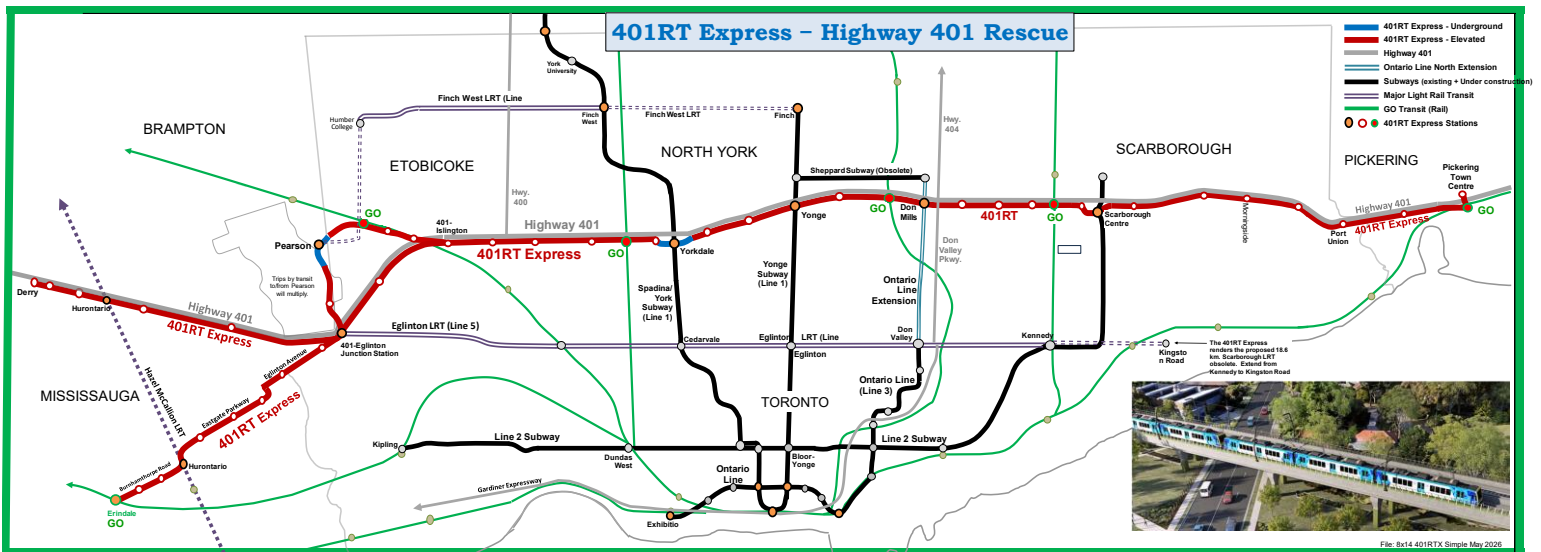 401RT Express – Highway 401 Rescue
401RT Express - Underground
401RT Express - Elevated
Highway 401
Ontario Line North Extension
Subways (existing + Under construction)
Major Light Rail Transit
GO Transit (Rail)
401RT Express Stations
York
University
Finch West LRT (Line
Humber
College
Finch
West
Finch West LRT
Finch
Hwy.
404
BRAMPTON
ETOBICOKE
NORTH YORK
SCARBOROUGH
PICKERING
Pickering
Town
Centre
Sheppard Subway (Obsolete)
Hwy.
400
GO
401-
Islington
Highway 401
401RT Express
GO
Pearson
Trips by transit
to/from Pearson
will multiply.
Yorkdale
Yonge
GO
Don
Mills
401RT
GO
Scarborough
Centre
Morningside
Port
Union
Highway 401
401RT Express
GO
Don
Valley
Pkwy.
Spadina/
York
Subway
(Line 1)
Yonge
Subway
(Line 1)
Ontario
Line
Extension
Derry
Hurontario
Highway 401
401RT Express
401-Eglinton
Junction Station
Eglinton LRT (Line 5)
Cedarvale
Eglinton
LRT (Line
Eglinton
Don
Valley
Kennedy
Kingsto
n Road
The 401RT Express
renders the proposed 18.6
km. Scarborough LRT
obsolete. Extend from
Kennedy to Kingston Road
MISSISSAUGA
Hazel McCallion LRT
Eglinton Avenue
Eastgate Parkway
401RT Express
Burnhamthorpe Road
Hurontario
Erindale
GO
TORONTO
Ontario Line
(Line 3)
Kipling
Line 2 Subway
Dundas
West
Bloor-
Yonge
Line 2 Subway
Ontario
Line
Gardiner Expressway
Exhibitio
File: 8x14 401RTX Simple May 2026